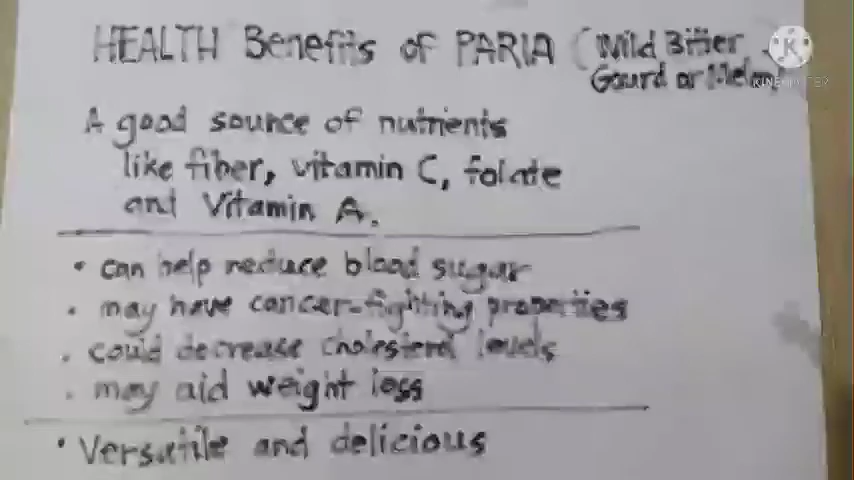 HEALTH Benefits of PARIA (Wild Bitter
Gourd or Melon)
KINEMASTER
A good source of nutrients
like fiber, vitamin C, folate
and Vitamin A.
• can help reduce blood sugar
• may have cancer-fighting properties
• could decrease cholesterol levels
• may aid weight loss
• Versatile and delicious